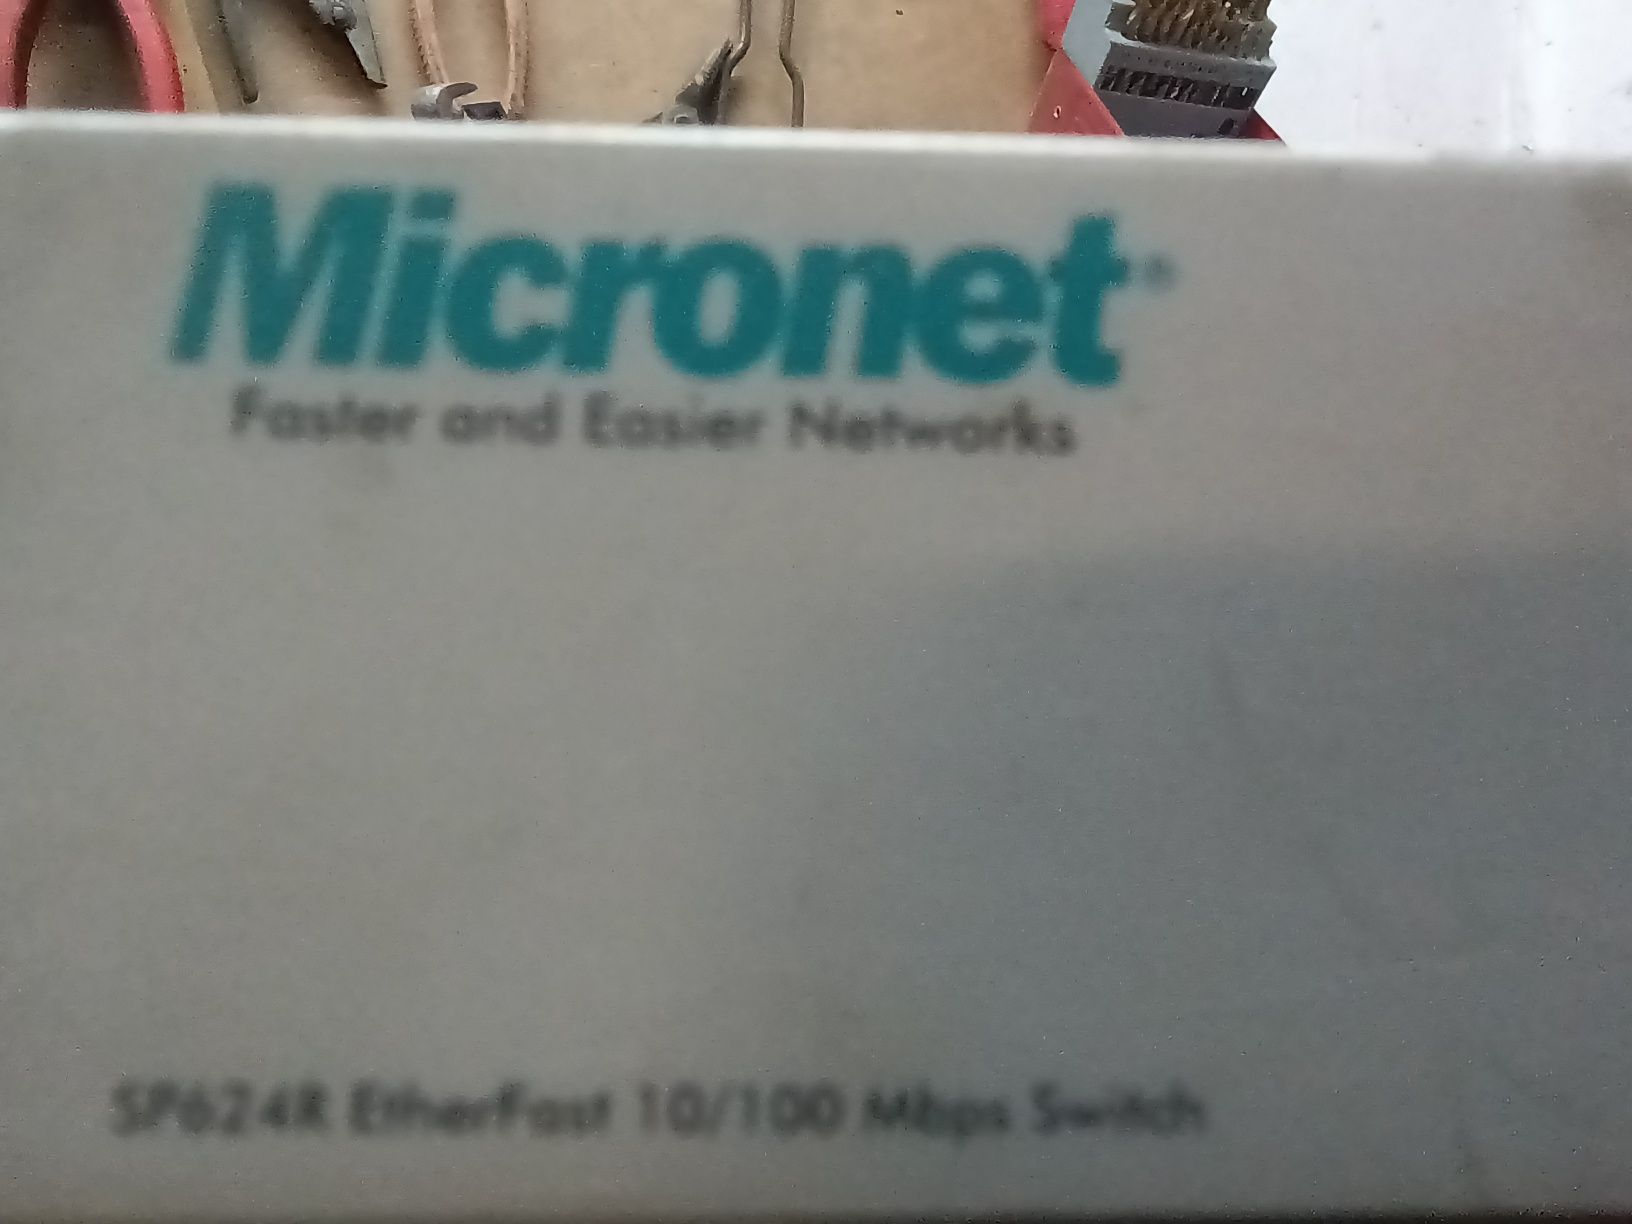 Micronet®
Faster and Easier Networks
SP624R EtherFast 10/100 Mbps Switch